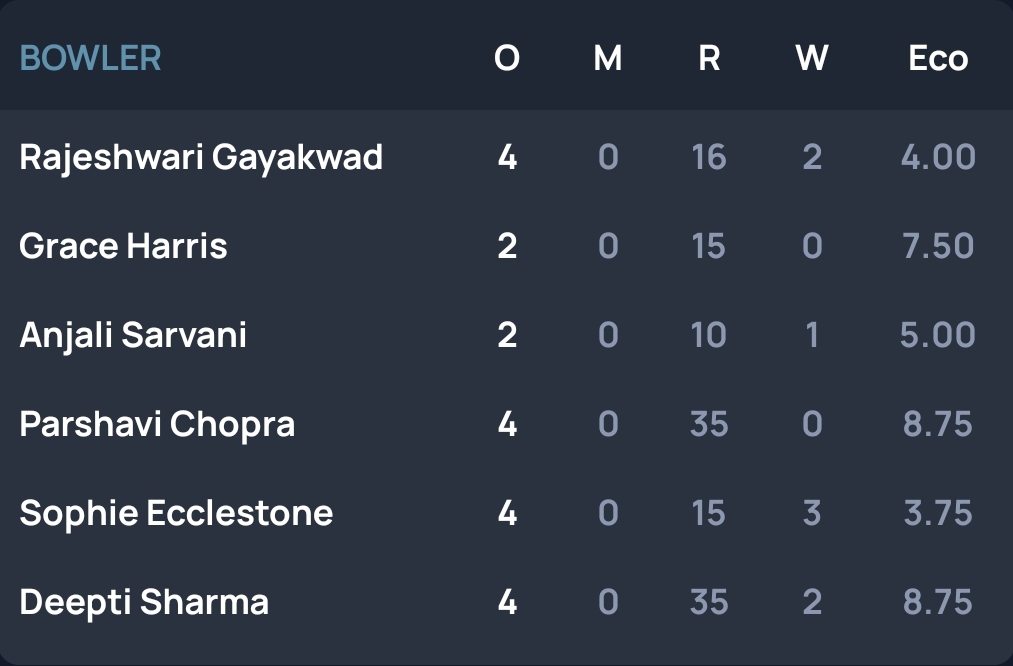 BOWLER O M R W Eco
Rajeshwari Gayakwad 4 0 16 2 4.00
Grace Harris 2 0 15 0 7.50
Anjali Sarvani 2 0 10 1 5.00
Parshavi Chopra 4 0 35 0 8.75
Sophie Ecclestone 4 0 15 3 3.75
Deepti Sharma 4 0 35 2 8.75